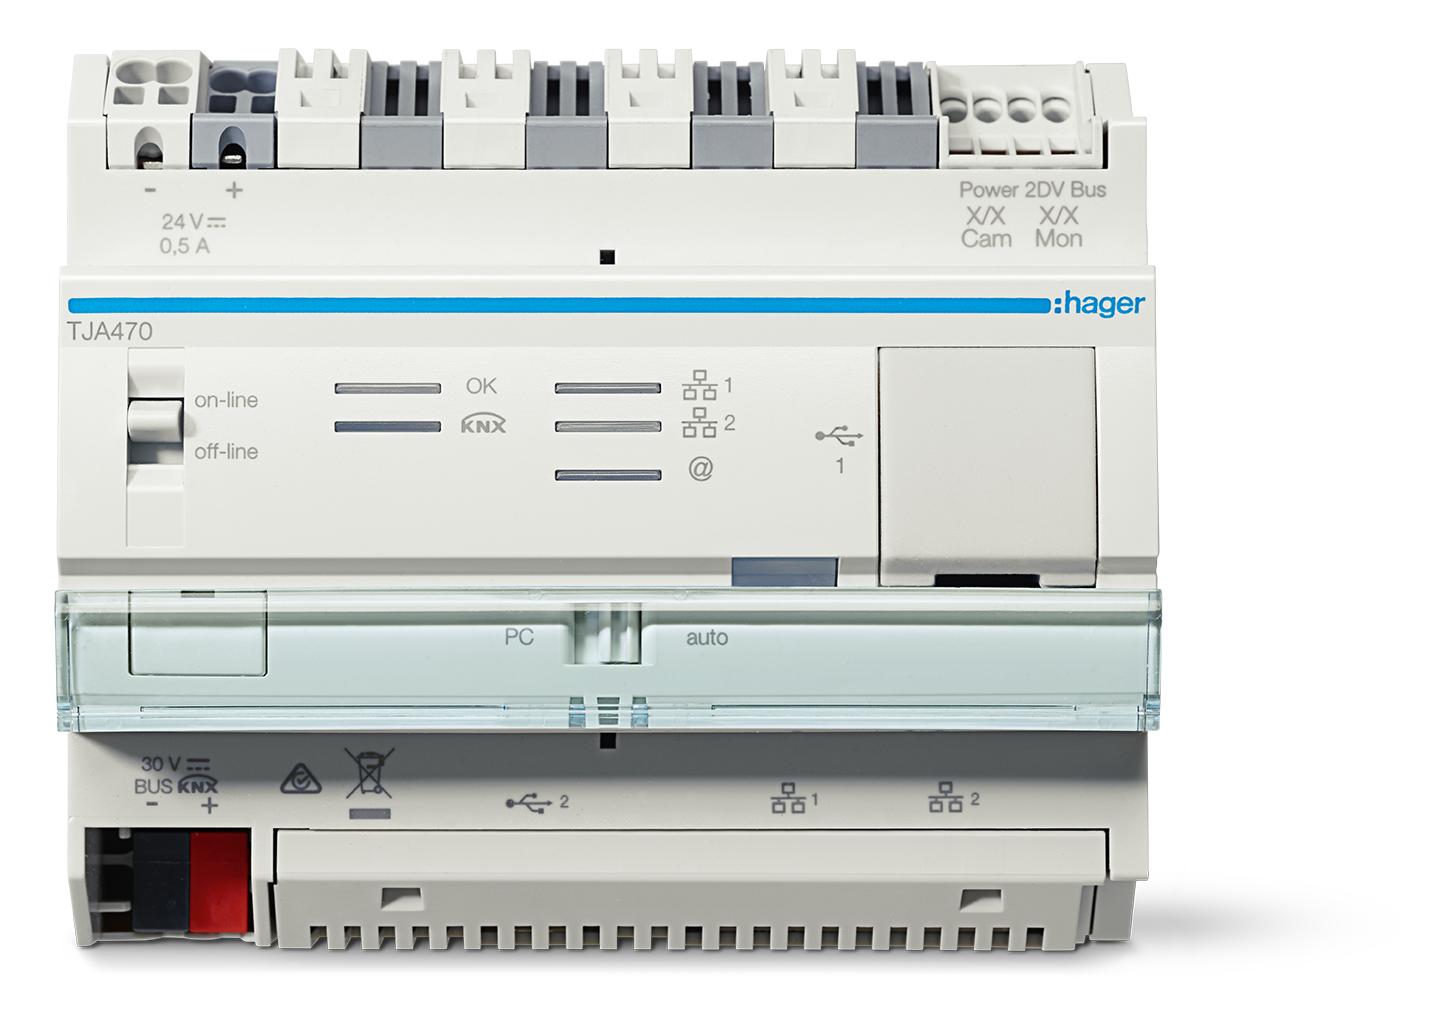 - +
24 V
0,5 A
Power 2DV Bus
X/X X/X
Cam Mon
:hager
TJA470
on-line
off-line
OK
KNX
1
2
@
1
PC auto
30 V
BUS KNX
- +
2
1
2